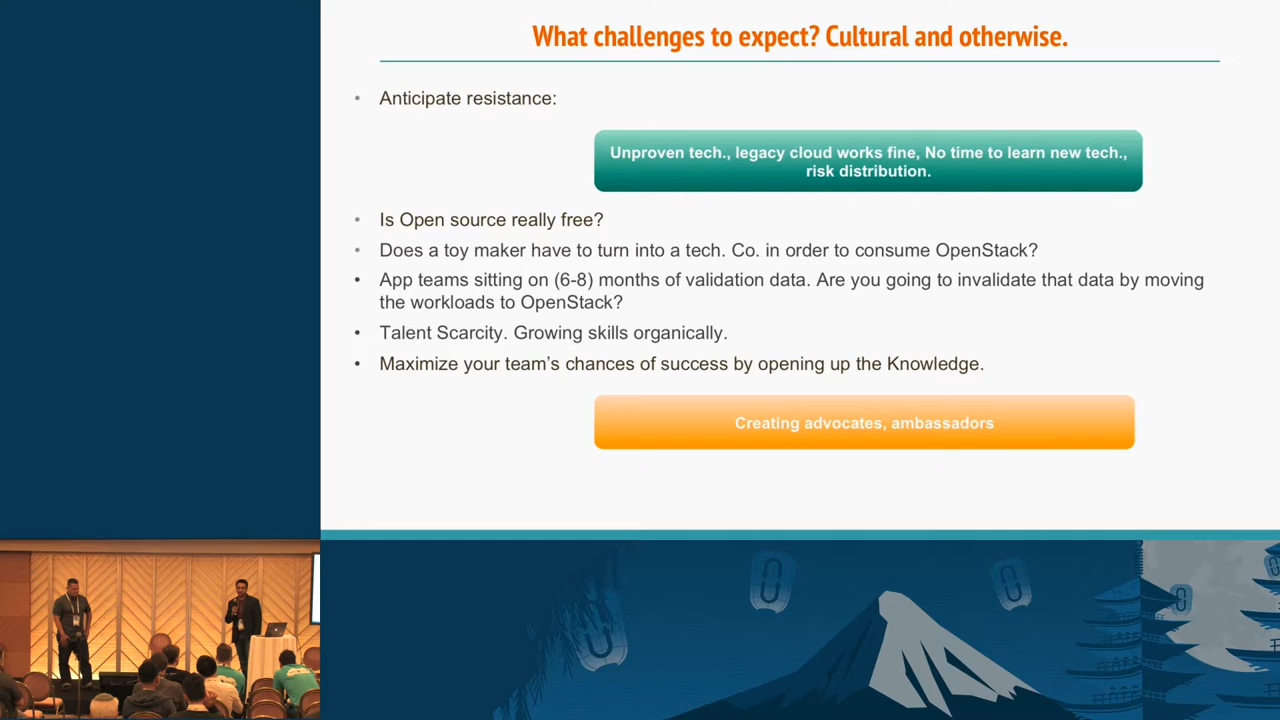 What challenges to expect? Cultural and otherwise.
Anticipate resistance:
Unproven tech., legacy cloud works fine, No time to learn new tech.,
risk distribution.
Is Open source really free?
Does a toy maker have to turn into a tech. Co. in order to consume OpenStack?
App teams sitting on (6-8) months of validation data. Are you going to invalidate that data by moving
the workloads to OpenStack?
Talent Scarcity. Growing skills organically.
Maximize your team’s chances of success by opening up the Knowledge.
Creating advocates, ambassadors